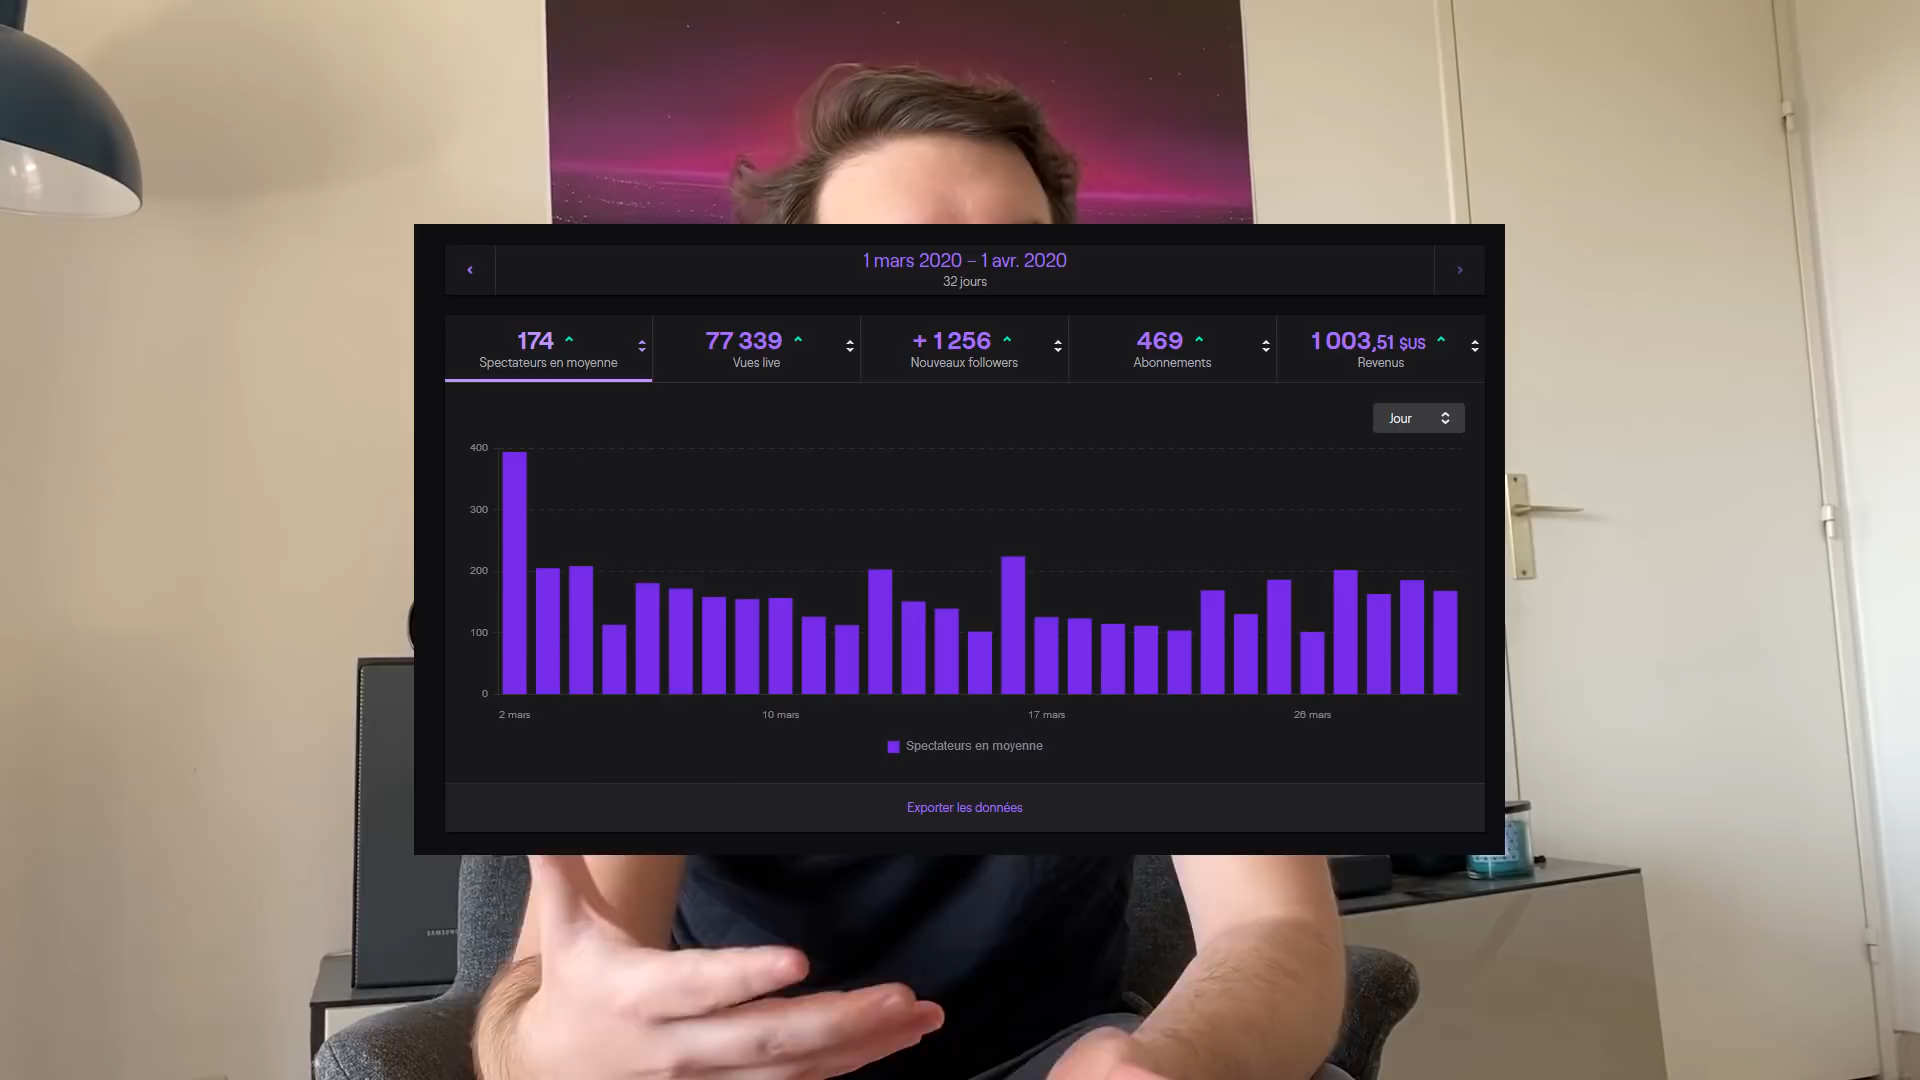 1 mars 2020 – 1 avr. 2020
32 jours
174
Spectateurs en moyenne
77 339
Vues live
+ 1 256
Nouveaux followers
469
Abonnements
1 003,51 $US
Revenus
Jour
400
300
200
100
0
2 mars
10 mars
17 mars
26 mars
Spectateurs en moyenne
Exporter les données